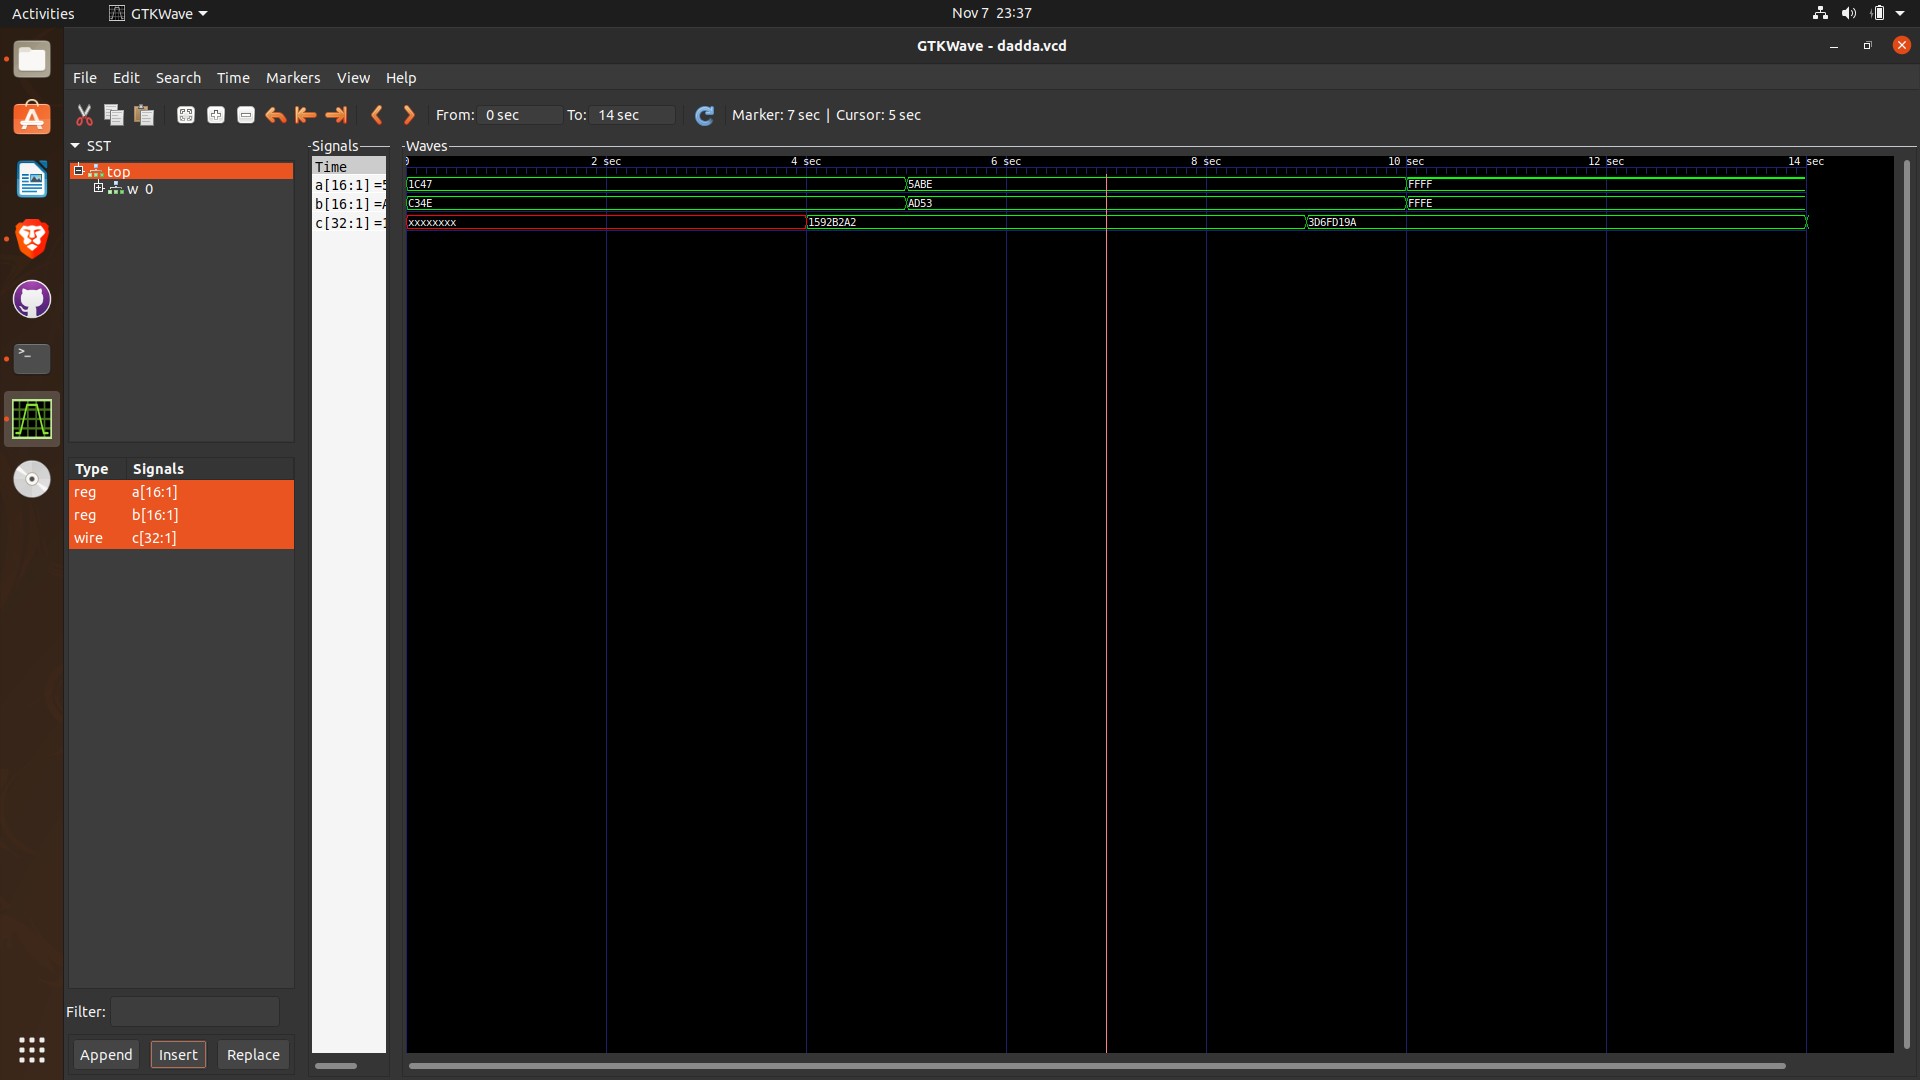 Activities GTKWave Nov 7 23:37
GTKWave - dadda.vcd
File Edit Search Time Markers View Help
From: 0 sec To: 14 sec Marker: 7 sec | Cursor: 5 sec
SST
top
w 0
Type Signals
reg a[16:1]
reg b[16:1]
wire c[32:1]
Filter:
Append Insert Replace
Signals
Time
a[16:1] =5
b[16:1] =A
c[32:1] =1
Waves
0 2 sec 4 sec 6 sec 8 sec 10 sec 12 sec 14 sec
1C47 5ABE FFFF
C34E AD53 FFFE
xxxxxxxx 1592B2A2 3D6FD19A